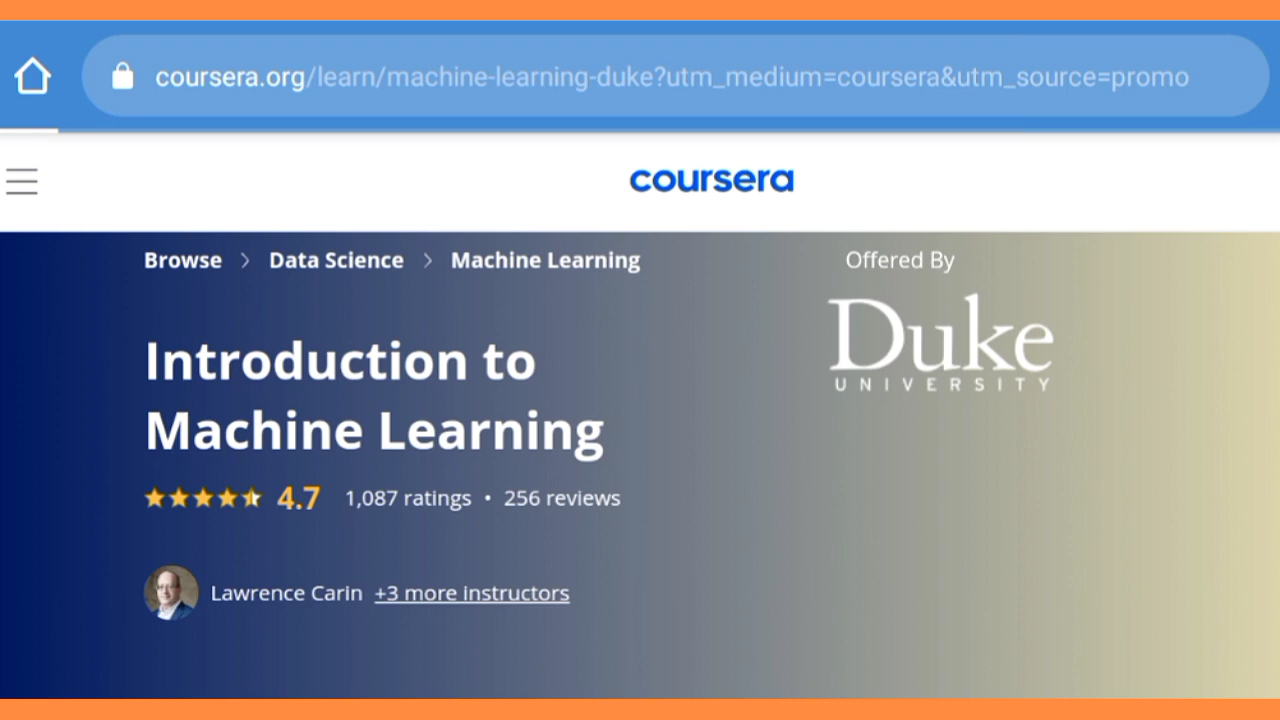 coursera.org/learn/machine-learning-duke?utm_medium=coursera&utm_source=promo
coursera
Browse > Data Science > Machine Learning
Offered By
Duke
UNIVERSITY
Introduction to
Machine Learning
4.7 1,087 ratings • 256 reviews
Lawrence Carin +3 more instructors